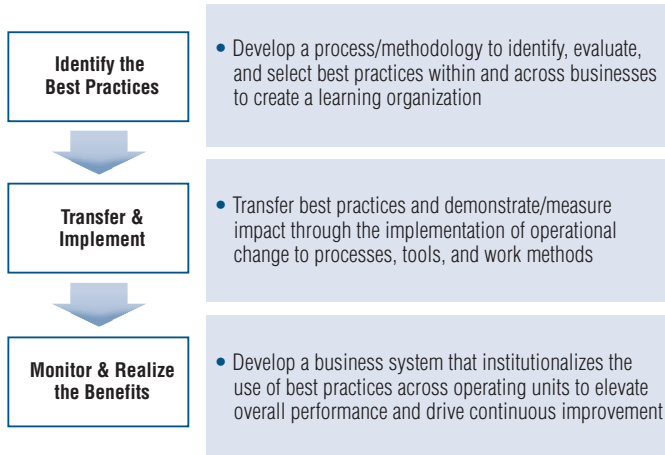 Identify the
Best Practices
• Develop a process/methodology to identify, evaluate,
and select best practices within and across businesses
to create a learning organization
Transfer &
Implement
• Transfer best practices and demonstrate/measure
impact through the implementation of operational
change to processes, tools, and work methods
Monitor & Realize
the Benefits
• Develop a business system that institutionalizes the
use of best practices across operating units to elevate
overall performance and drive continuous improvement